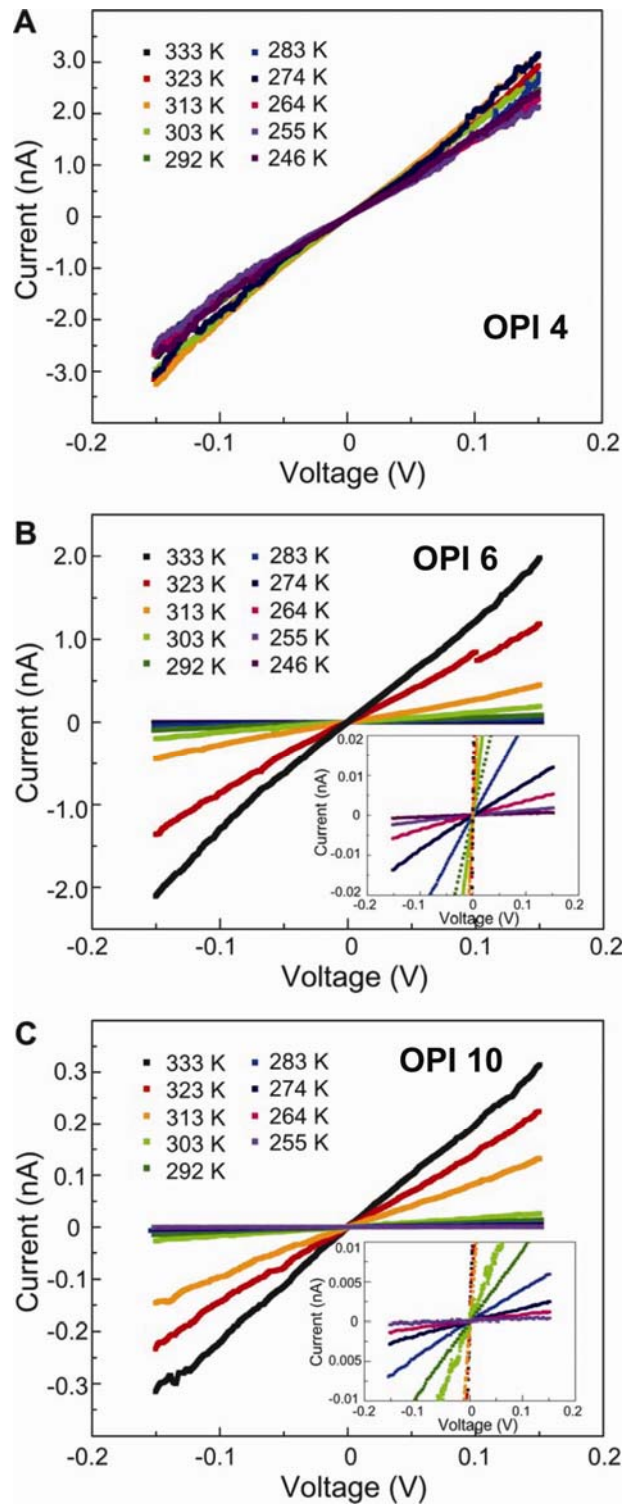 A
333 K 283 K
323 K 274 K
313 K 264 K
303 K 255 K
292 K 246 K
OPI 4
Current (nA)
3.0
2.0
1.0
0
-1.0
-2.0
-3.0
-0.2 -0.1 0 0.1 0.2
Voltage (V)
B
OPI 6
333 K 283 K
323 K 274 K
313 K 264 K
303 K 255 K
292 K 246 K
Current (nA)
2.0
1.0
0
-1.0
-2.0
Current (nA)
0.02
0.01
0
-0.01
-0.02
-0.2 -0.1 0 0.1 0.2
Voltage (V)
-0.2 -0.1 0 0.1 0.2
Voltage (V)
C
OPI 10
333 K 283 K
323 K 274 K
313 K 264 K
303 K 255 K
292 K
Current (nA)
0.3
0.2
0.1
0
-0.1
-0.2
-0.3
Current (nA)
0.01
0.005
0
0.005
-0.01
-0.2 -0.1 0 0.1 0.2
Voltage (V)
-0.2 -0.1 0 0.1 0.2
Voltage (V)